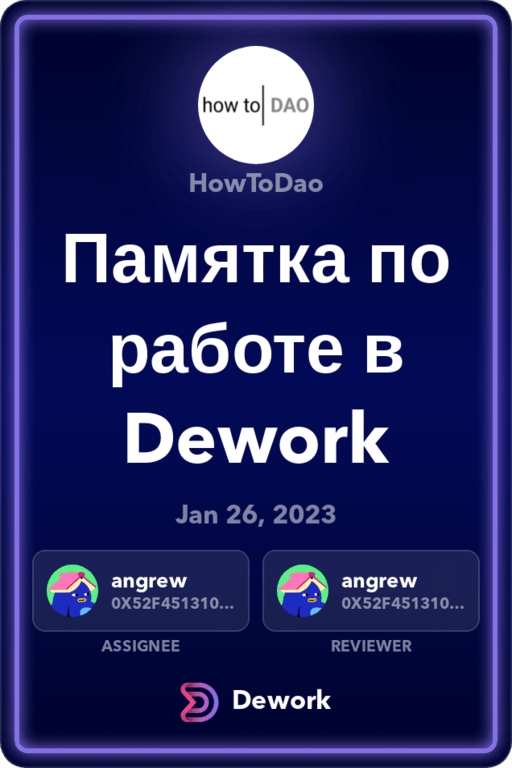 how to DAO
HowToDao
Памятка по
работе в
Dework
Jan 26, 2023
angrew
0X52F451310...
angrew
0X52F451310...
ASSIGNEE
REVIEWER
Dework